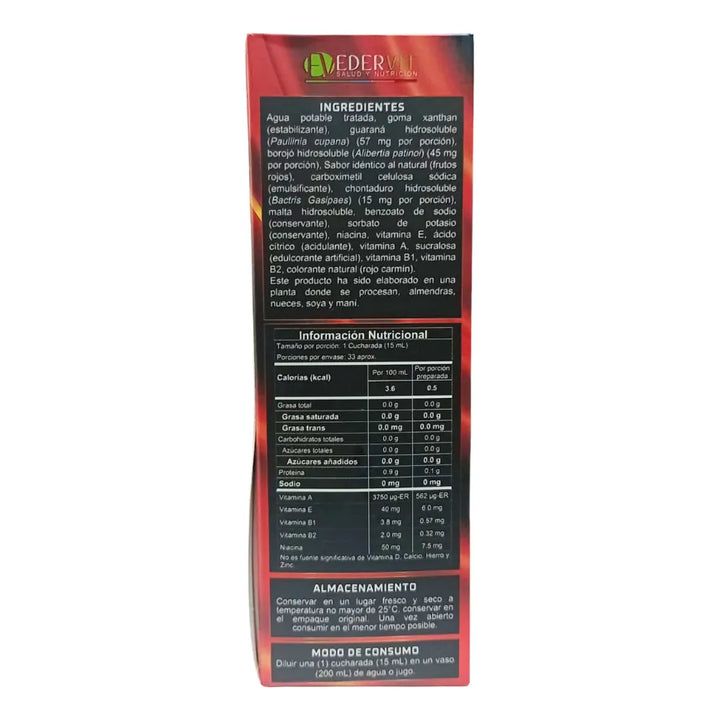 EDERVIT
SALUD Y NUTRICIÓN
INGREDIENTES
Agua potable tratada, goma xanthan
(estabilizante), guaraná hidrosoluble
(Paullinia cupana) (57 mg por porción),
borojó hidrosoluble (Alibertia patinoi) (45 mg
por porción), Sabor idéntico al natural (frutos
rojos), carboximetil celulosa sódica
(emulsificante), chontaduro hidrosoluble
(Bactris Gasipaes) (15 mg por porción),
malta hidrosoluble, benzoato de sodio
(conservante), sorbato de potasio
(conservante), niacina, vitamina E, ácido
cítrico (acidulante), vitamina A, sucralosa
(edulcorante artificial), vitamina B1, vitamina
B2, colorante natural (rojo carmín).
Este producto ha sido elaborado en una
planta donde se procesan, almendras,
nueces, soya y maní.
Información Nutricional
Tamaño por porción: 1 Cucharada (15 mL)
Porciones por envase: 33 aprox.
Calorías (kcal) Por 100 mL Por porción preparada
3.6 0.5
Grasa total 0.0 g 0.0 g
Grasa saturada 0.0 g 0.0 g
Grasa trans 0.0 mg 0.0 mg
Carbohidratos totales 0.0 g 0.0 g
Azúcares totales 0.0 g 0.0 g
Azúcares añadidos 0.0 g 0.0 g
Proteína 0.9 g 0.1 g
Sodio 0 mg 0 mg
Vitamina A 3750 µg-ER 562 µg-ER
Vitamina E 40 mg 6.0 mg
Vitamina B1 3.8 mg 0.57 mg
Vitamina B2 2.0 mg 0.32 mg
Niacina 50 mg 7.5 mg
No es fuente significativa de Vitamina D, Calcio, Hierro y
Zinc.
ALMACENAMIENTO
Conservar en un lugar fresco y seco a
temperatura no mayor de 25°C, conservar en
el empaque original. Una vez abierto
consumir en el menor tiempo posible.
MODO DE CONSUMO
Diluir una (1) cucharada (15 mL) en un vaso
(200 mL) de agua o jugo.